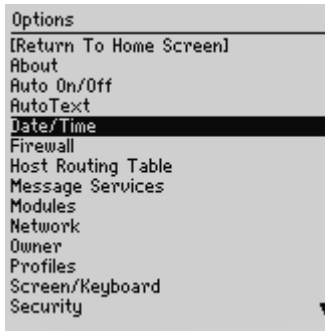 Options
[Return To Home Screen]
About
Auto On/Off
AutoText
Date/Time
Firewall
Host Routing Table
Message Services
Modules
Network
Owner
Profiles
Screen/Keyboard
Security